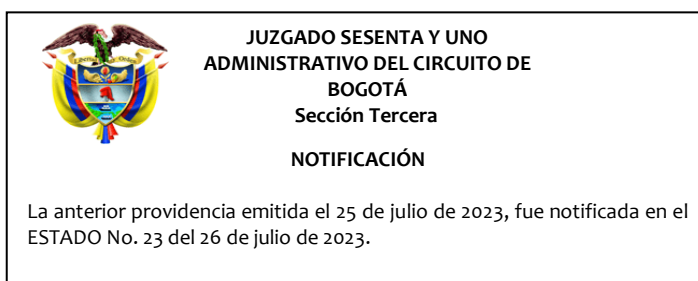 JUZGADO SESENTA Y UNO
ADMINISTRATIVO DEL CIRCUITO DE
BOGOTÁ
Sección Tercera
NOTIFICACIÓN
La anterior providencia emitida el 25 de julio de 2023, fue notificada en el
ESTADO No. 23 del 26 de julio de 2023.